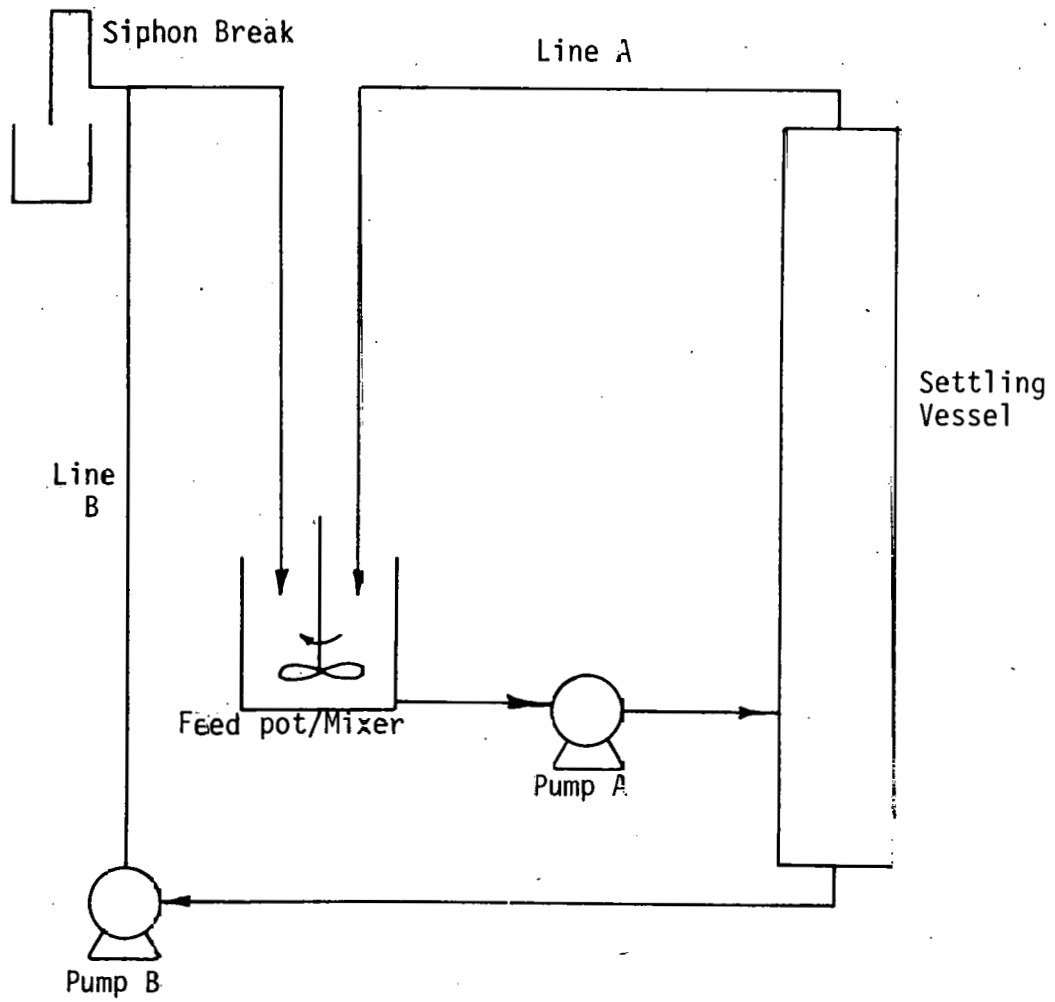 Siphon Break
Line A
Settling
Vessel
Line
B
Feed pot/Mixer
Pump A
Pump B